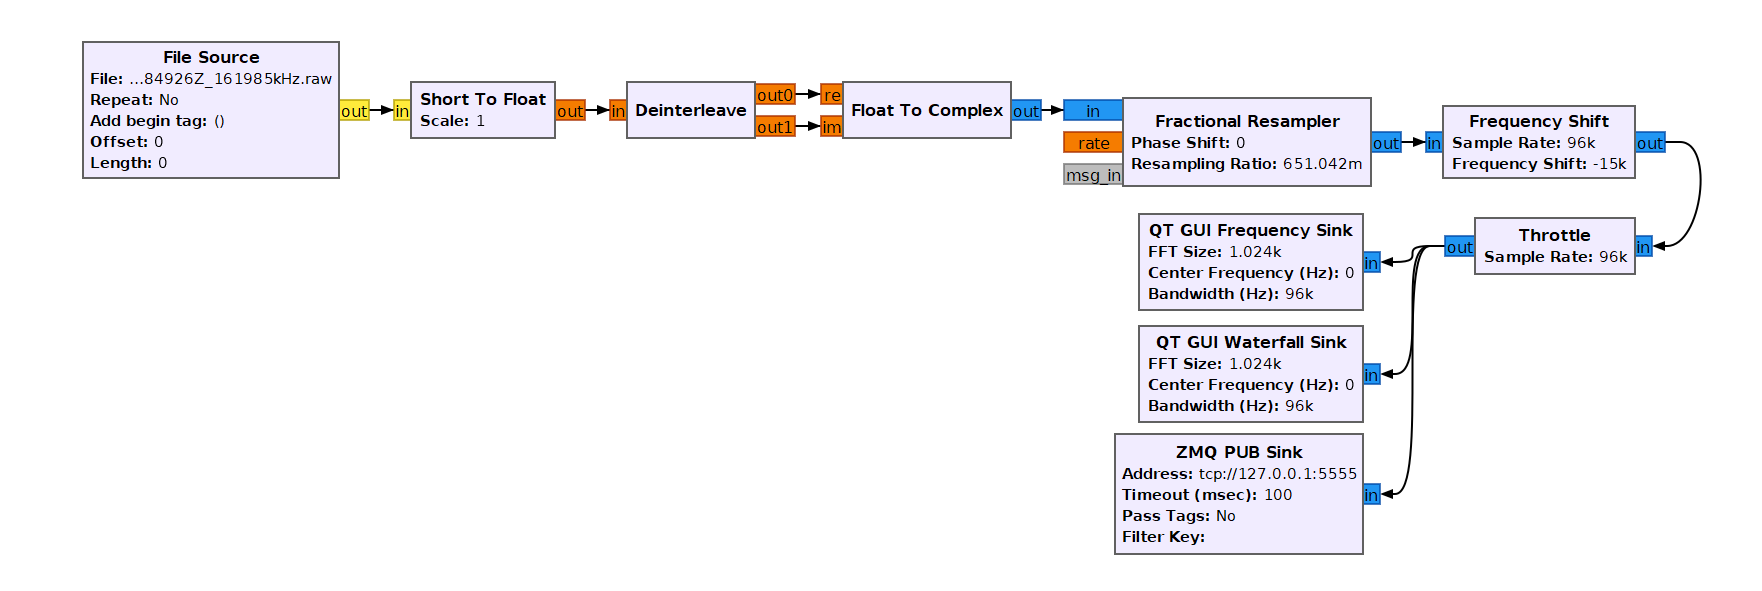 File Source
File: ...84926Z_161985kHz.raw
Repeat: No
Add begin tag: ()
Offset: 0
Length: 0
out
in
Short To Float
Scale: 1
out
in
Deinterleave
out0
out1
re
im
Float To Complex
out
in
rate
msg_in
Fractional Resampler
Phase Shift: 0
Resampling Ratio: 651.042m
out
in
Frequency Shift
Sample Rate: 96k
Frequency Shift: -15k
out
in
Throttle
Sample Rate: 96k
out
QT GUI Frequency Sink
FFT Size: 1.024k
Center Frequency (Hz): 0
Bandwidth (Hz): 96k
in
QT GUI Waterfall Sink
FFT Size: 1.024k
Center Frequency (Hz): 0
Bandwidth (Hz): 96k
in
ZMQ PUB Sink
Address: tcp://127.0.0.1:5555
Timeout (msec): 100
Pass Tags: No
Filter Key:
in